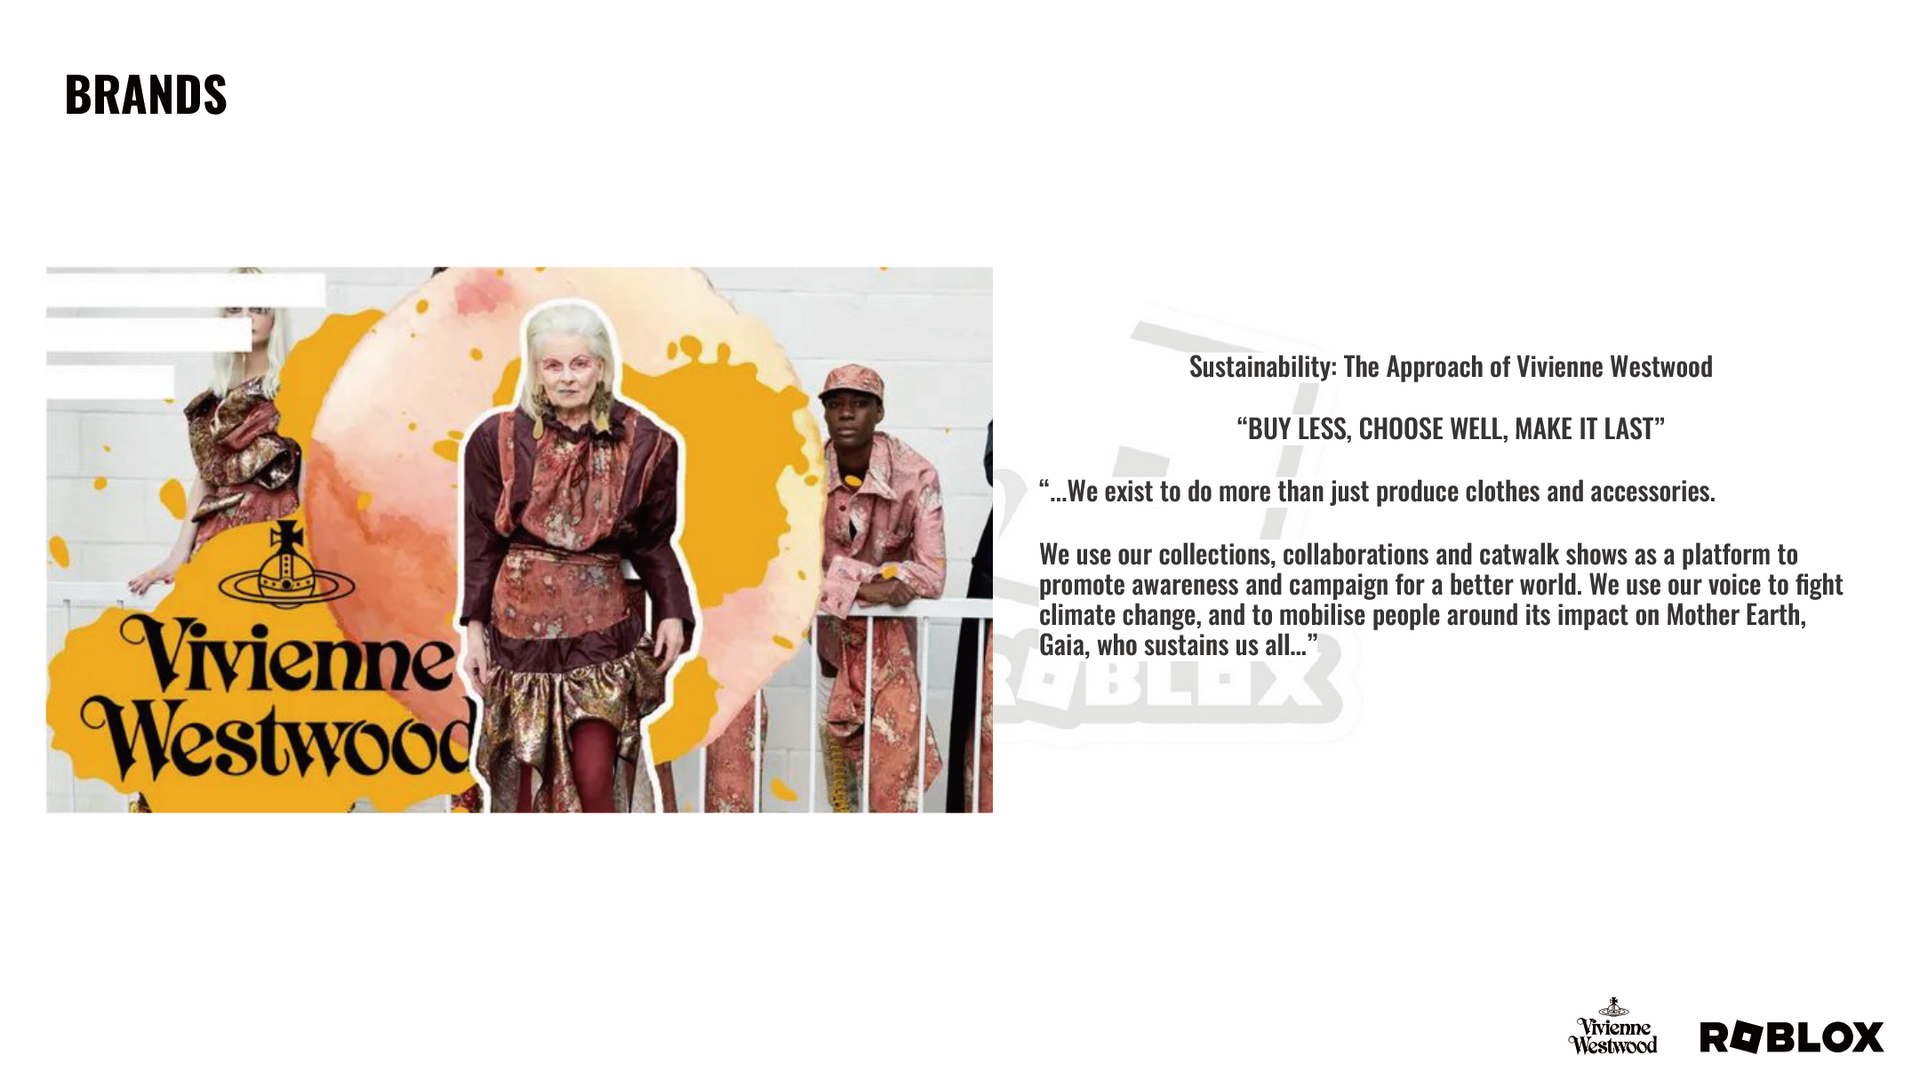 BRANDS
Vivienne
Westwood
Sustainability: The Approach of Vivienne Westwood
“BUY LESS, CHOOSE WELL, MAKE IT LAST”
“...We exist to do more than just produce clothes and accessories.
We use our collections, collaborations and catwalk shows as a platform to
promote awareness and campaign for a better world. We use our voice to fight
climate change, and to mobilise people around its impact on Mother Earth,
Gaia, who sustains us all...”
ROBLOX
Vivienne
Westwood
ROBLOX